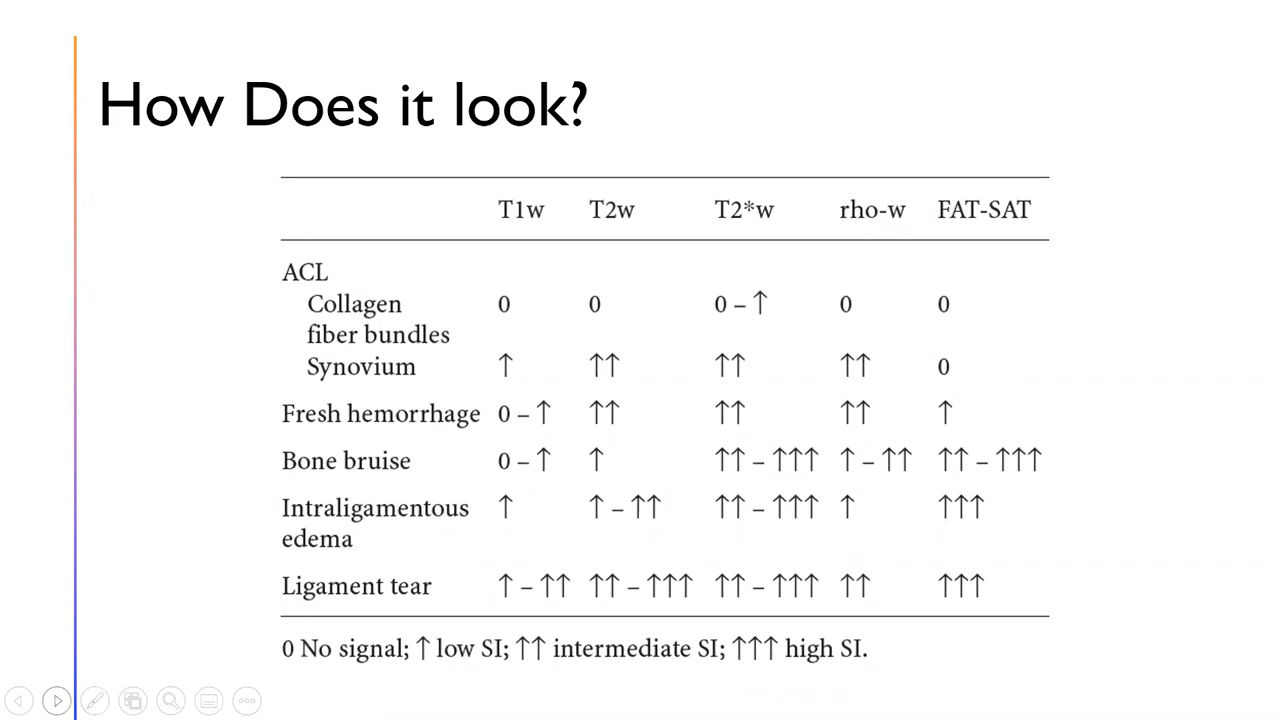 How Does it look?
T1w T2w T2*w rho-w FAT-SAT
ACL
Collagen 0 0 0 – ↑ 0 0
fiber bundles
Synovium ↑ ↑↑ ↑↑ ↑↑ 0
Fresh hemorrhage 0 – ↑ ↑↑ ↑↑ ↑↑ ↑
Bone bruise 0 – ↑ ↑ ↑↑ – ↑↑↑ ↑ – ↑↑ ↑↑ – ↑↑↑
Intraligamentous ↑ ↑ – ↑↑ ↑↑ – ↑↑↑ ↑ ↑↑↑
edema
Ligament tear ↑ – ↑↑ ↑↑ – ↑↑↑ ↑↑ – ↑↑↑ ↑↑ ↑↑↑
0 No signal; ↑ low SI; ↑↑ intermediate SI; ↑↑↑ high SI.